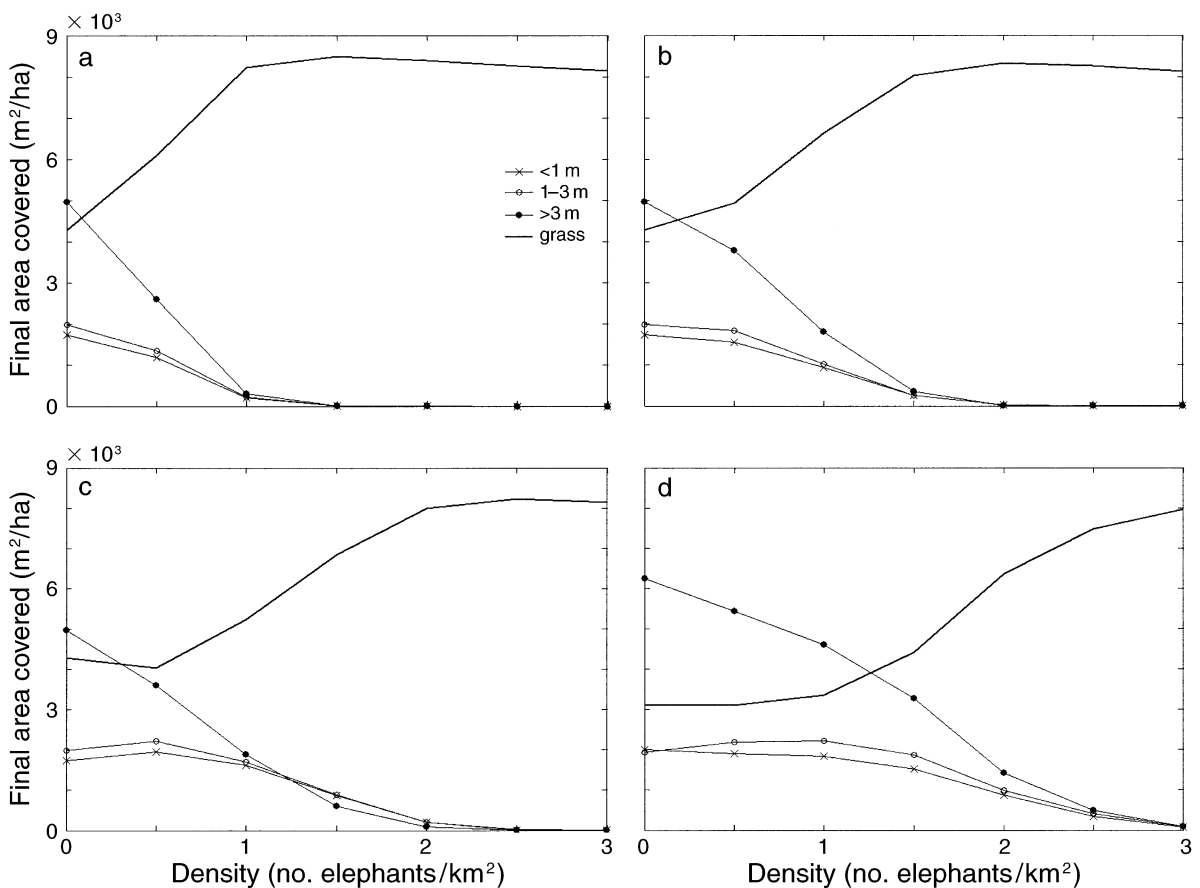 × 10³
9
6
3
0
Final area covered (m²/ha)
a
<1 m
1–3 m
>3 m
grass
b
× 10³
9
6
3
0
Final area covered (m²/ha)
c
0 1 2 3
Density (no. elephants/km²)
d
0 1 2 3
Density (no. elephants/km²)